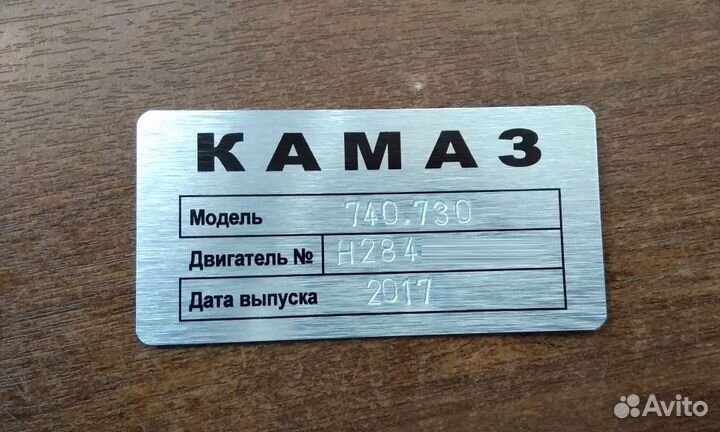 КАМАЗ
Модель 740.730
Двигатель № H284
Дата выпуска 2017
Avito